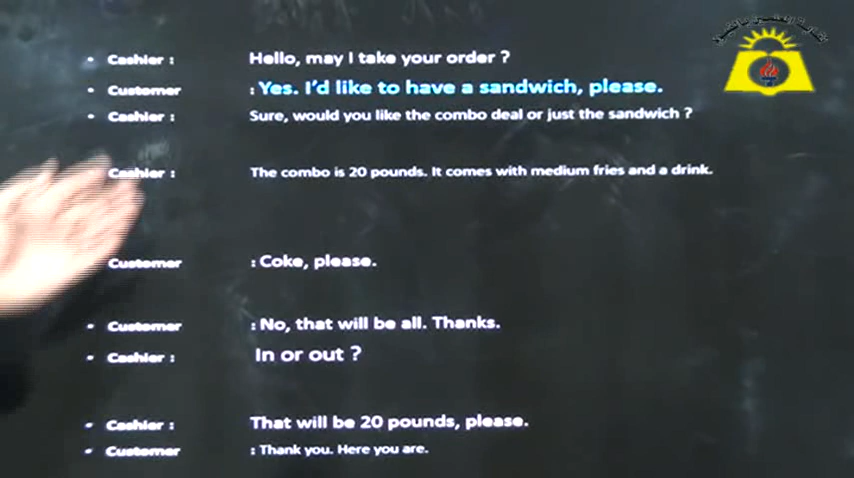 • Cashier : Hello, may I take your order ?
• Customer : Yes. I'd like to have a sandwich, please.
• Cashier : Sure, would you like the combo deal or just the sandwich ?
Cashier : The combo is 20 pounds. It comes with medium fries and a drink.
Customer : Coke, please.
• Customer : No, that will be all. Thanks.
• Cashier : In or out ?
• Cashier : That will be 20 pounds, please.
• Customer : Thank you. Here you are.